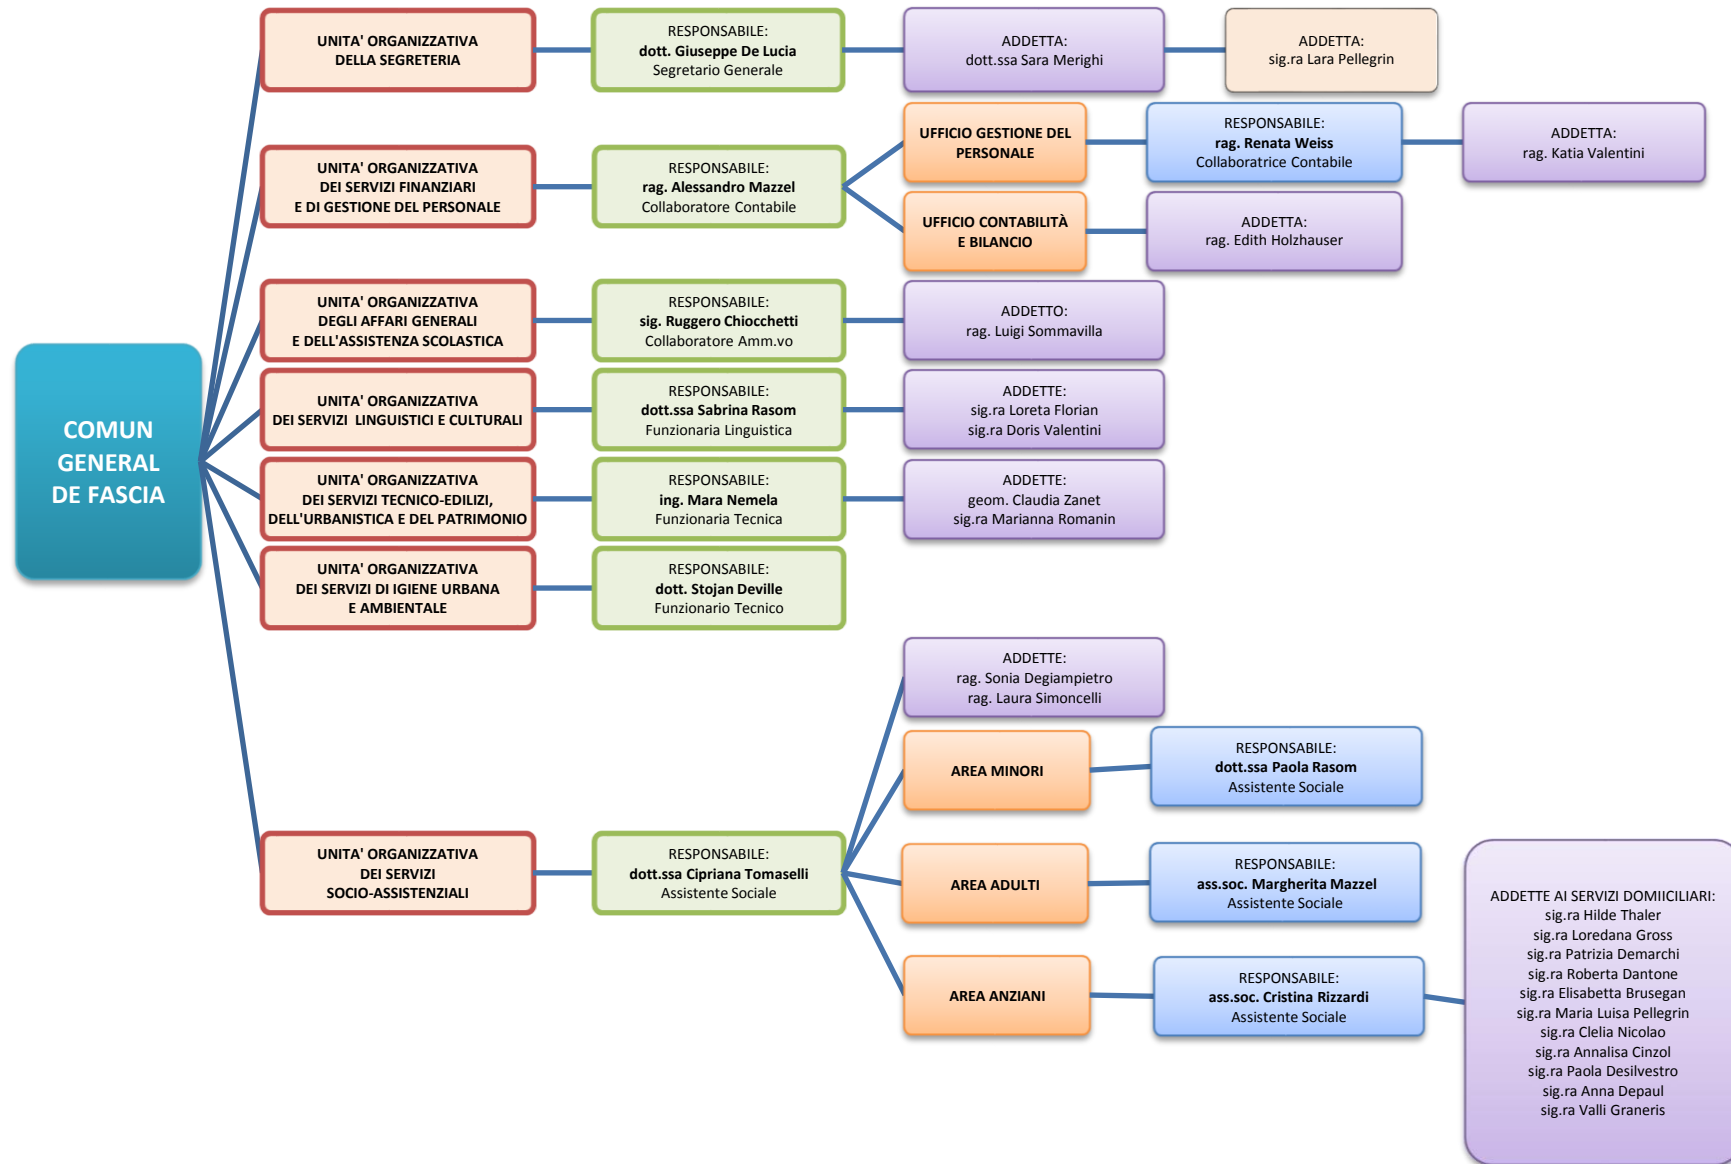 COMUN
GENERAL
DE FASCIA
UNITA' ORGANIZZATIVA
DELLA SEGRETERIA
RESPONSABILE:
dott. Giuseppe De Lucia
Segretario Generale
ADDETTA:
dott.ssa Sara Merighi
ADDETTA:
sig.ra Lara Pellegrin
UNITA' ORGANIZZATIVA
DEI SERVIZI FINANZIARI
E DI GESTIONE DEL PERSONALE
RESPONSABILE:
rag. Alessandro Mazzel
Collaboratore Contabile
UFFICIO GESTIONE DEL
PERSONALE
RESPONSABILE:
rag. Renata Weiss
Collaboratrice Contabile
ADDETTA:
rag. Katia Valentini
UFFICIO CONTABILITÀ
E BILANCIO
ADDETTA:
rag. Edith Holzhauser
UNITA' ORGANIZZATIVA
DEGLI AFFARI GENERALI
E DELL'ASSISTENZA SCOLASTICA
RESPONSABILE:
sig. Ruggero Chiocchetti
Collaboratore Amm.vo
ADDETTO:
rag. Luigi Sommavilla
UNITA' ORGANIZZATIVA
DEI SERVIZI LINGUISTICI E CULTURALI
RESPONSABILE:
dott.ssa Sabrina Rasom
Funzionaria Linguistica
ADDETTE:
sig.ra Loreta Florian
sig.ra Doris Valentini
UNITA' ORGANIZZATIVA
DEI SERVIZI TECNICO-EDILIZI,
DELL'URBANISTICA E DEL PATRIMONIO
RESPONSABILE:
ing. Mara Nemela
Funzionaria Tecnica
ADDETTE:
geom. Claudia Zanet
sig.ra Marianna Romanin
UNITA' ORGANIZZATIVA
DEI SERVIZI DI IGIENE URBANA
E AMBIENTALE
RESPONSABILE:
dott. Stojan Deville
Funzionario Tecnico
UNITA' ORGANIZZATIVA
DEI SERVIZI
SOCIO-ASSISTENZIALI
RESPONSABILE:
dott.ssa Cipriana Tomaselli
Assistente Sociale
ADDETTE:
rag. Sonia Degiampietro
rag. Laura Simoncelli
AREA MINORI
RESPONSABILE:
dott.ssa Paola Rasom
Assistente Sociale
AREA ADULTI
RESPONSABILE:
ass.soc. Margherita Mazzel
Assistente Sociale
AREA ANZIANI
RESPONSABILE:
ass.soc. Cristina Rizzardi
Assistente Sociale
ADDETTE AI SERVIZI DOMIICILIARI:
sig.ra Hilde Thaler
sig.ra Loredana Gross
sig.ra Patrizia Demarchi
sig.ra Roberta Dantone
sig.ra Elisabetta Brusegan
sig.ra Maria Luisa Pellegrin
sig.ra Clelia Nicolao
sig.ra Annalisa Cinzol
sig.ra Paola Desilvestro
sig.ra Anna Depaul
sig.ra Valli Graneris